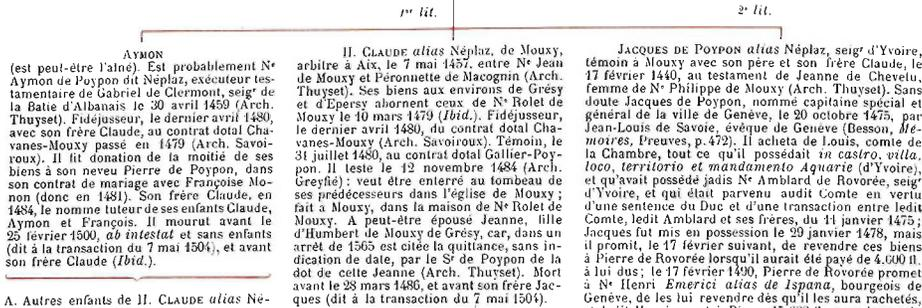 1er lit.
2e lit.
AYMON
(est peut-être l'aîné). Est probablement Ne
Aymon de Poypon dit Néplaz, exécuteur tes-
tamentaire de Gabriel de Clermont, seigr de
la Batie d'Albanais le 30 avril 1459 (Arch.
Thuyset). Fidéjusseur, le dernier avril 1480,
avec son frère Claude, au contrat dotal Cha-
vanes-Mouxy passé en 1479 (Arch. Savoi-
roux). Il fit donation de la moitié de ses
biens à son neveu Pierre de Poypon, dans
son contrat de mariage avec Françoise Mo-
non (donc en 1481). Son frère Claude, en
1484, le nomme tuteur de ses enfants Claude,
Aymon et François. Il mourut avant le
25 février 1500, ab intestat et sans enfants
(dit à la transaction du 7 mai 1504), et avant
son frère Claude (Ibid.).
A. Autres enfants de II. CLAUDE alias Né-
II. CLAUDE alias Néplaz, de Mouxy,
arbitre à Aix, le 7 mai 1457, entre Ne Jean
de Mouxy et Péronnette de Macognin (Arch.
Thuyset). Ses biens aux environs de Grésy
et d'Epersy abornent ceux de Ne Rolet de
Mouxy le 10 mars 1479 (Ibid.). Fidéjusseur,
le dernier avril 1480, du contrat dotal Cha-
vanes-Mouxy (Arch. Savoiroux). Témoin, le
31 juillet 1480, au contrat dotal Gallier-Poy-
pon. Il teste le 12 novembre 1484 (Arch.
Greyfié) : veut être enterré au tombeau de
ses prédécesseurs dans l'église de Mouxy ;
fait à Mouxy, dans la maison de Ne Rolet de
Mouxy. A peut-être épousé Jeanne, fille
d'Humbert de Mouxy de Grésy, car, dans un
arrêt de 1565 est citée la quittance, sans in-
dication de date, par le Sr de Poypon de la
dot de celle Jeanne (Arch. Thuyset). Mort
avant le 28 mars 1486, et avant son frère Jac-
ques (dit à la transaction du 7 mai 1504).
JACQUES DE POYPON alias Néplaz, seigr d'Yvoire,
témoin à Mouxy avec son père et son frère Claude, le
17 février 1440, au testament de Jeanne de Chevelu,
femme de Ne Philippe de Mouxy (Arch. Thuyset). Sans
doute Jacques de Poypon, nommé capitaine spécial et
général de la ville de Genève, le 20 octobre 1475, par
Jean-Louis de Savoie, évêque de Genève (Besson, Mé-
moires, Preuves, p. 472). Il acheta de Louis, comte de
la Chambre, tout ce qu'il possédait in castro, villa,
loco, territorio et mandamento Aquarie (d'Yvoire),
et qu'avait possédé jadis Ne Amblard de Rovorée, seigr
d'Yvoire, et qui était parvenu audit Comte en vertu
d'une sentence du Duc et d'une transaction entre ledit
Comte, ledit Amblard et ses frères, du 11 janvier 1475 ;
Jacques fut mis en possession le 29 janvier 1478, mais
il promit, le 17 février suivant, de revendre ces biens
à Pierre de Rovorée lorsqu'il aurait été payé de 4.600 fl.
à lui dus ; le 17 février 1490, Pierre de Rovorée promet
à Ne Henri Emerici alias de Ispana, bourgeois de
Genève, de les lui revendre dès qu'il les aura rachetés.